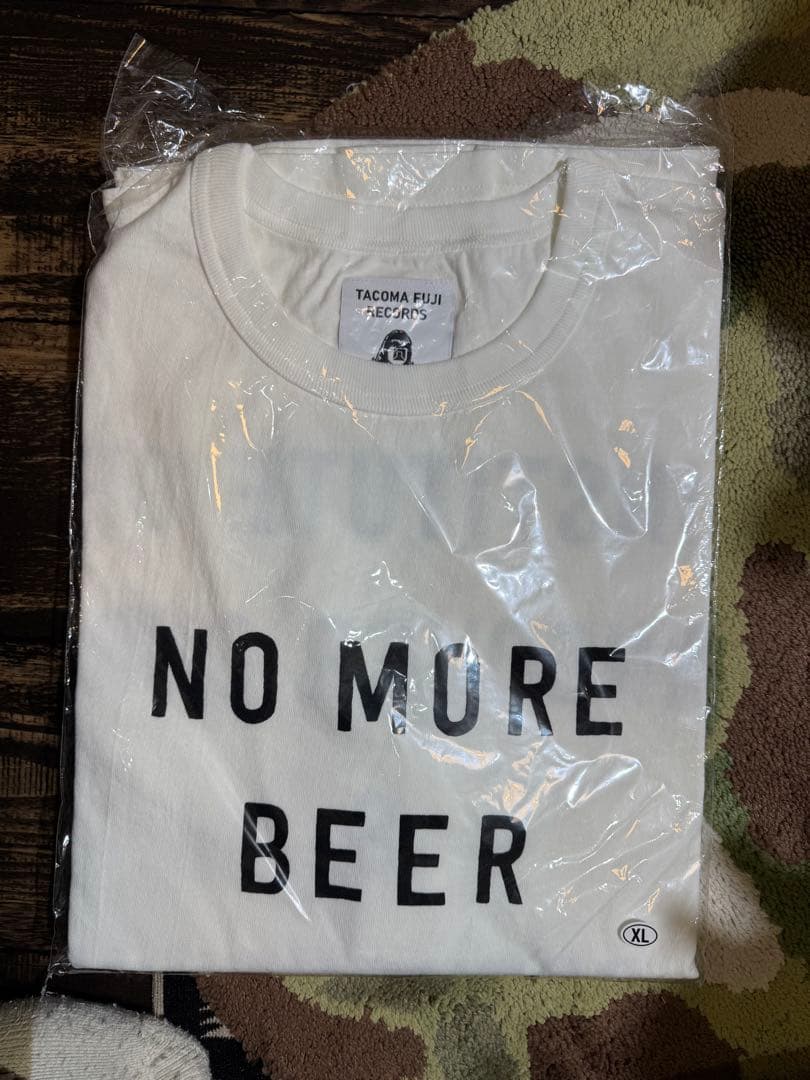 TACOMA FUJI
RECORDS
NO MORE
BEER
XL